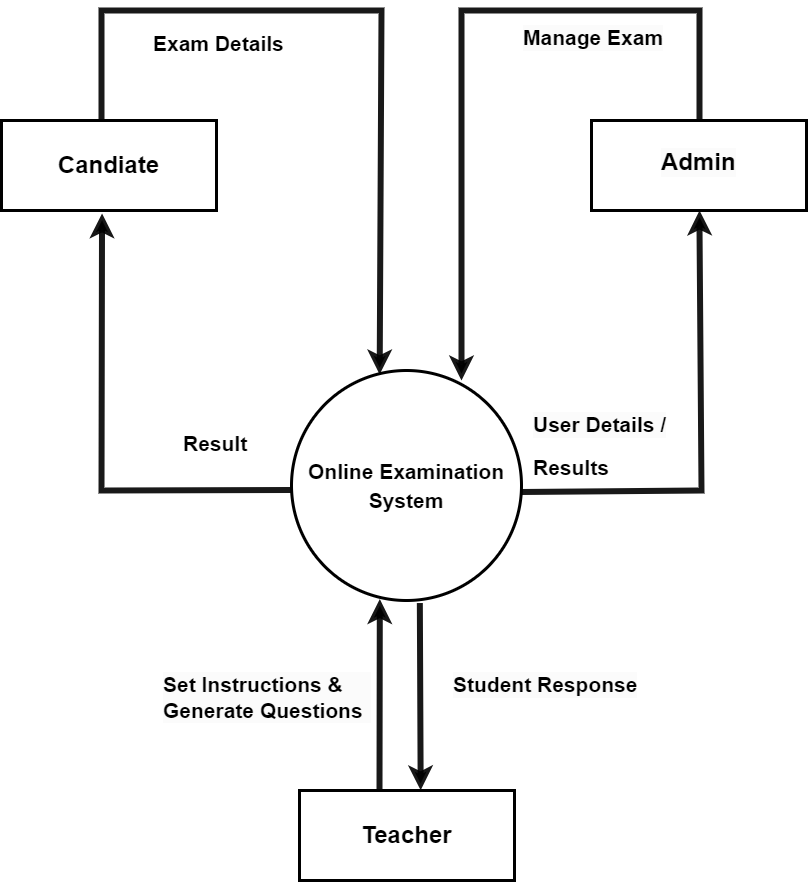 Exam Details
Manage Exam
Candiate
Admin
User Details /
Result
Results
Online Examination
System
Set Instructions &
Generate Questions
Student Response
Teacher